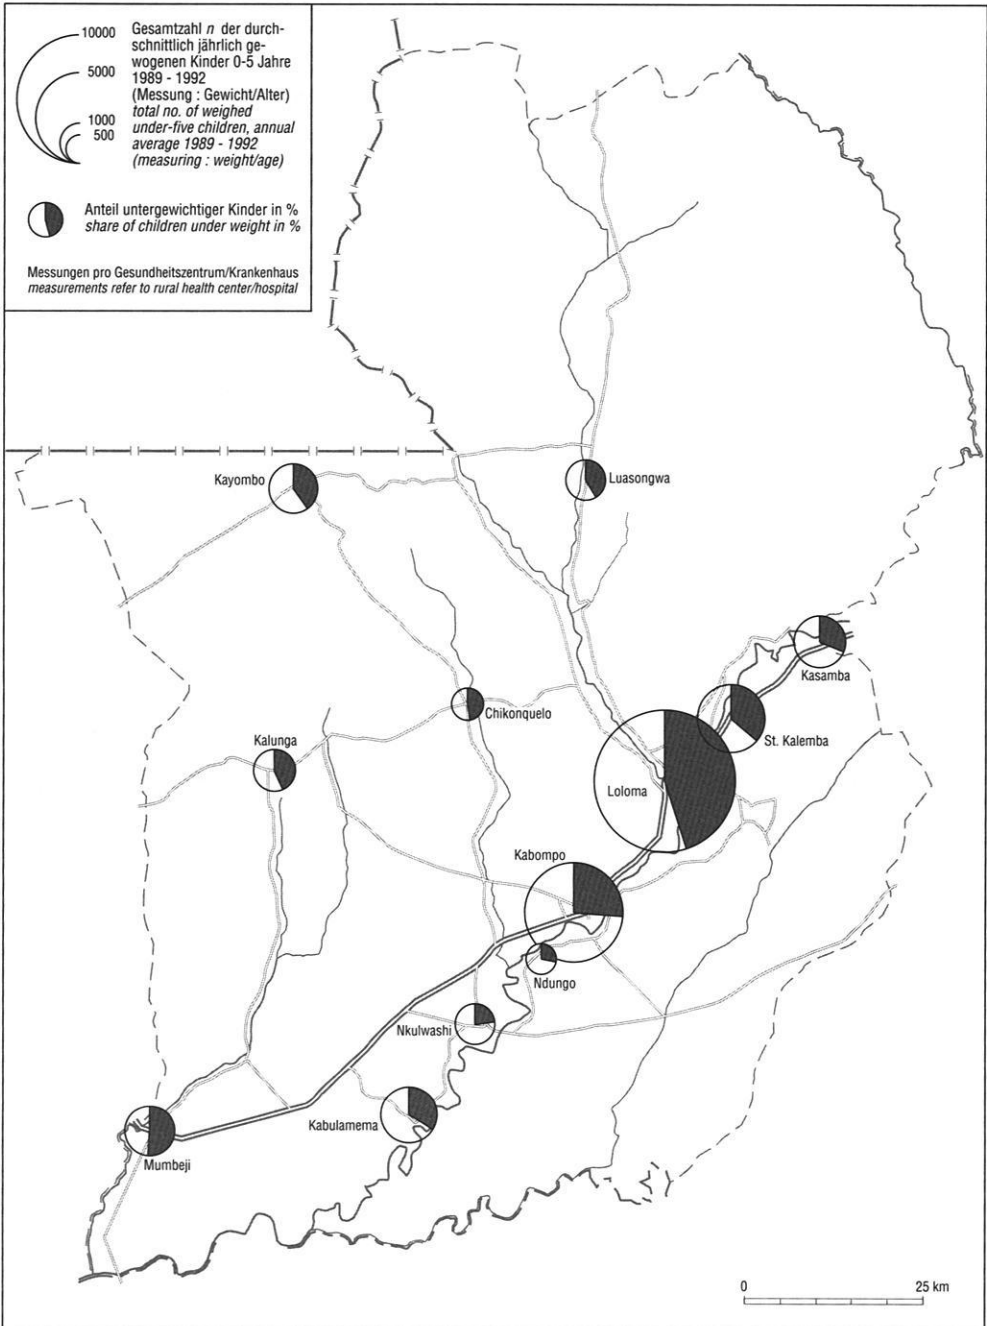 10000
5000
1000
500
Gesamtzahl n der durch-
schnittlich jährlich ge-
wogenen Kinder 0-5 Jahre
1989 - 1992
(Messung : Gewicht/Alter)
total no. of weighed
under-five children, annual
average 1989 - 1992
(measuring : weight/age)
Anteil untergewichtiger Kinder in %
share of children under weight in %
Messungen pro Gesundheitszentrum/Krankenhaus
measurements refer to rural health center/hospital
Kayombo
Luasongwa
Kasamba
Chikonquelo
St. Kalemba
Kalunga
Loloma
Kabompo
Ndungo
Nkulwashi
Kabulamema
Mumbeji
0
25 km